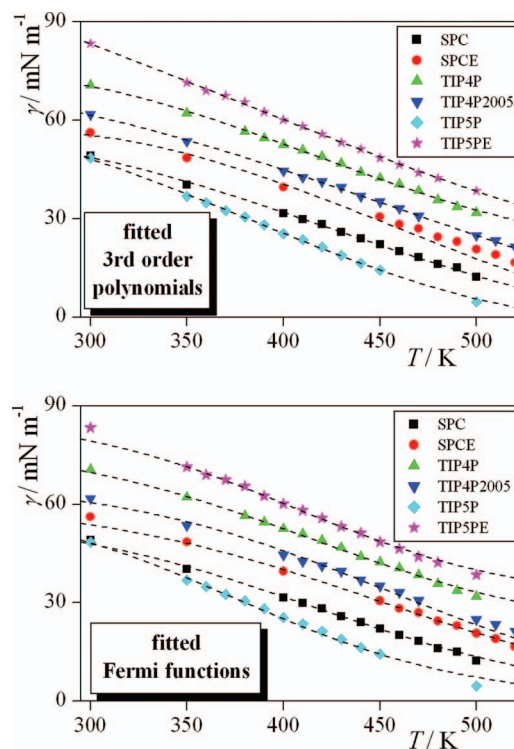 90
60
30
0
γ / mN m⁻¹
SPC
SPCE
TIP4P
TIP4P2005
TIP5P
TIP5PE
fitted
3rd order
polynomials
300
350
400
450
500
T / K
90
60
30
0
γ / mN m⁻¹
SPC
SPCE
TIP4P
TIP4P2005
TIP5P
TIP5PE
fitted
Fermi functions
300
350
400
450
500
T / K